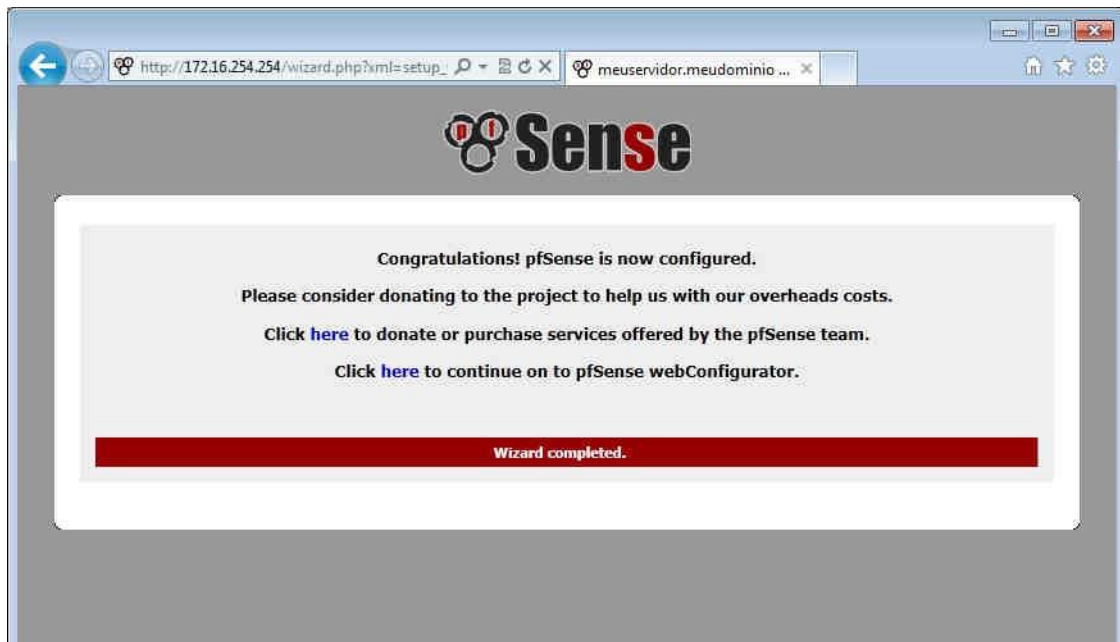 http://172.16.254.254/wizard.php?xml=setup_
meuservidor.meudominio ...
pfSense
Congratulations! pfSense is now configured.
Please consider donating to the project to help us with our overheads costs.
Click here to donate or purchase services offered by the pfSense team.
Click here to continue on to pfSense webConfigurator.
Wizard completed.